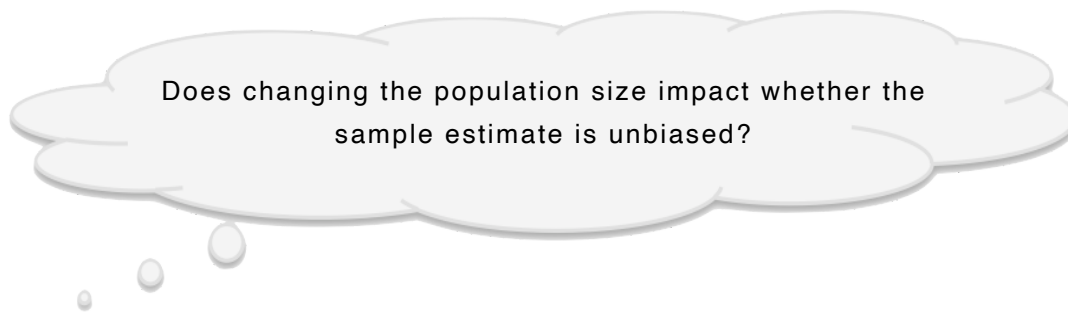 Does changing the population size impact whether the
sample estimate is unbiased?